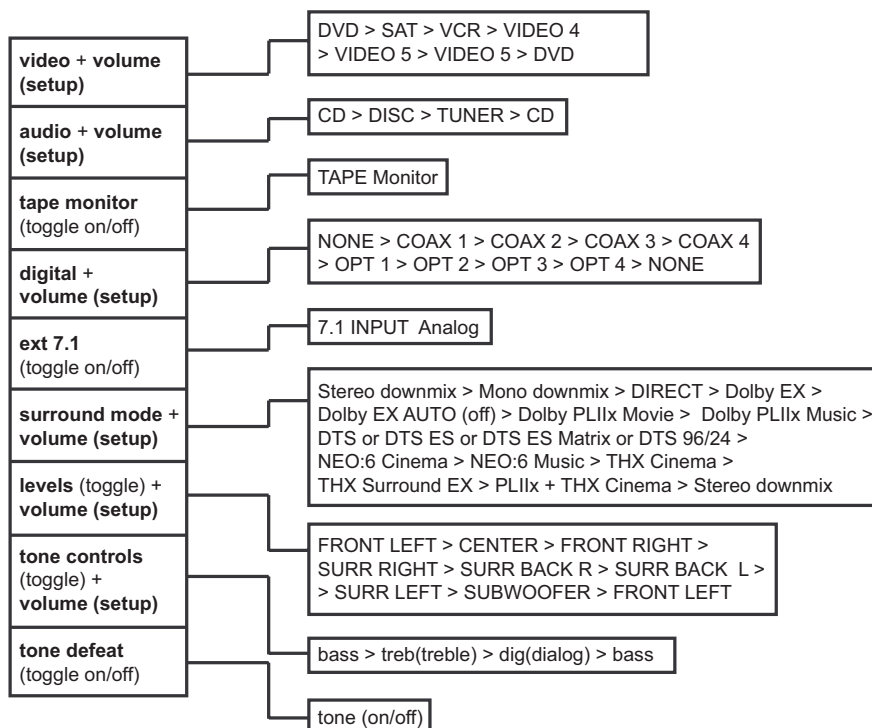 video + volume
(setup)
DVD > SAT > VCR > VIDEO 4
> VIDEO 5 > VIDEO 5 > DVD
audio + volume
(setup)
CD > DISC > TUNER > CD
tape monitor
(toggle on/off)
TAPE Monitor
digital +
volume (setup)
NONE > COAX 1 > COAX 2 > COAX 3 > COAX 4
> OPT 1 > OPT 2 > OPT 3 > OPT 4 > NONE
ext 7.1
(toggle on/off)
7.1 INPUT Analog
surround mode +
volume (setup)
Stereo downmix > Mono downmix > DIRECT > Dolby EX >
Dolby EX AUTO (off) > Dolby PLIIx Movie > Dolby PLIIx Music >
DTS or DTS ES or DTS ES Matrix or DTS 96/24 >
NEO:6 Cinema > NEO:6 Music > THX Cinema >
THX Surround EX > PLIIx + THX Cinema > Stereo downmix
levels (toggle) +
volume (setup)
FRONT LEFT > CENTER > FRONT RIGHT >
SURR RIGHT > SURR BACK R > SURR BACK L >
> SURR LEFT > SUBWOOFER > FRONT LEFT
tone controls
(toggle) +
volume (setup)
bass > treb(treble) > dig(dialog) > bass
tone defeat
(toggle on/off)
tone (on/off)